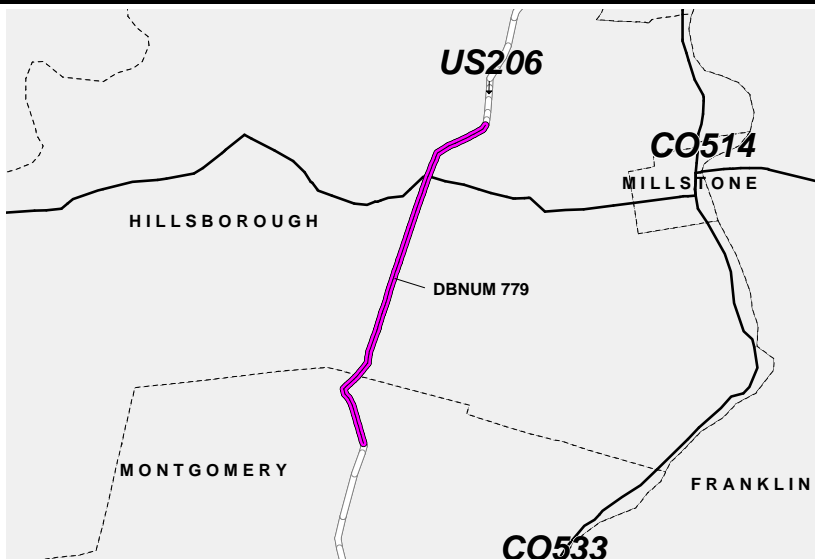 US206
CO514
MILLSTONE
HILLSBOROUGH
DBNUM 779
MONTGOMERY
FRANKLIN
CO533